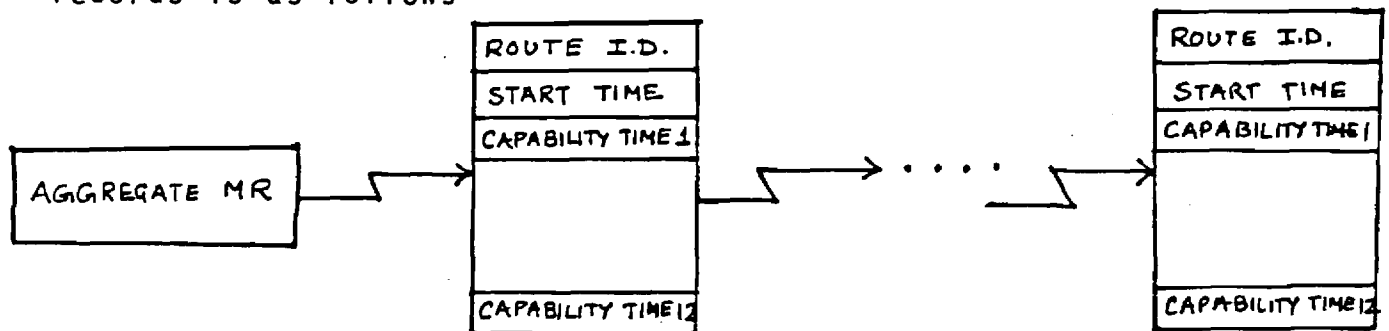 records is as follows
ROUTE I.D.
START TIME
CAPABILITY TIME 1
CAPABILITY TIME 12
AGGREGATE MR
ROUTE I.D.
START TIME
CAPABILITY TIME 1
CAPABILITY TIME 12